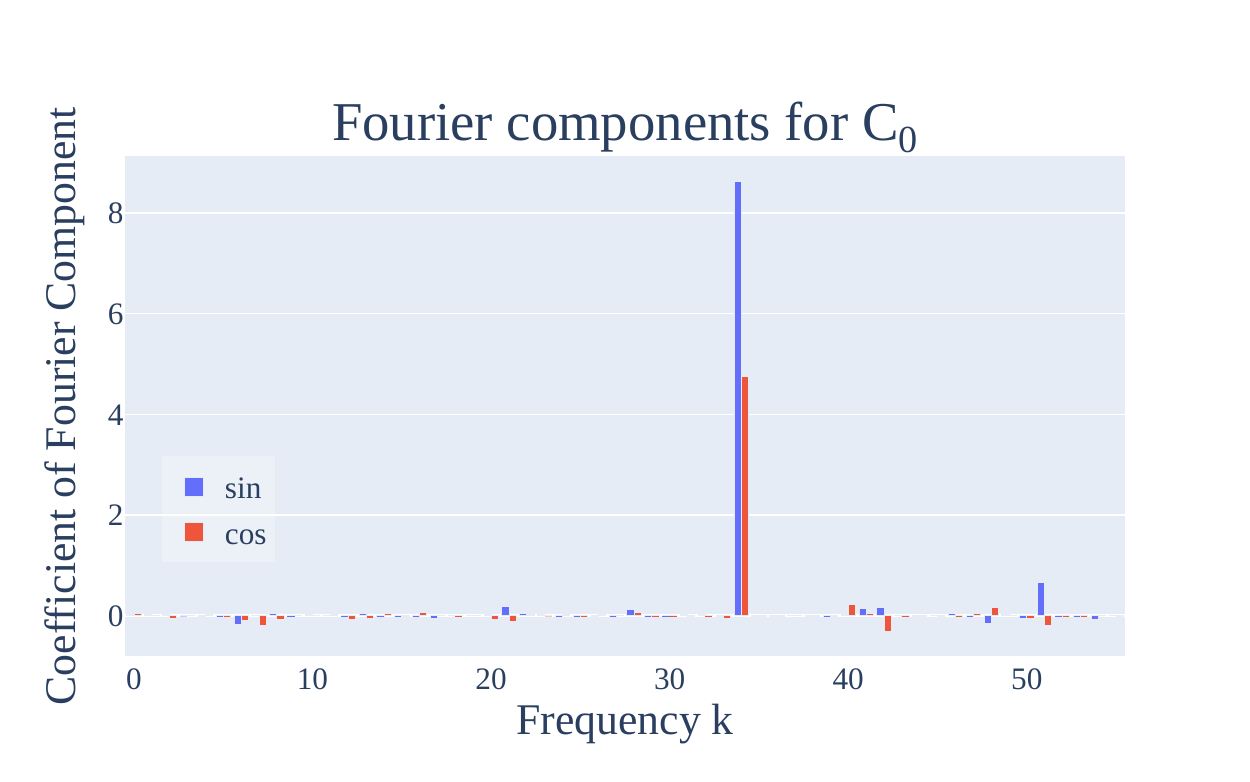 Fourier components for C₀
Coefficient of Fourier Component
8
6
4
2
0
sin
cos
0 10 20 30 40 50
Frequency k